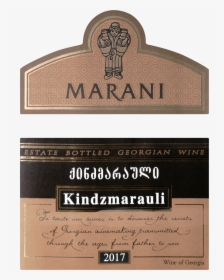 MARANI
ESTATE BOTTLED GEORGIAN WINE
ქინძმარაული
Kindzmarauli
To create our wines is to discover the secrets
of Georgian winemaking transmitted
through the ages from father to son
2017
Wine of Georgia